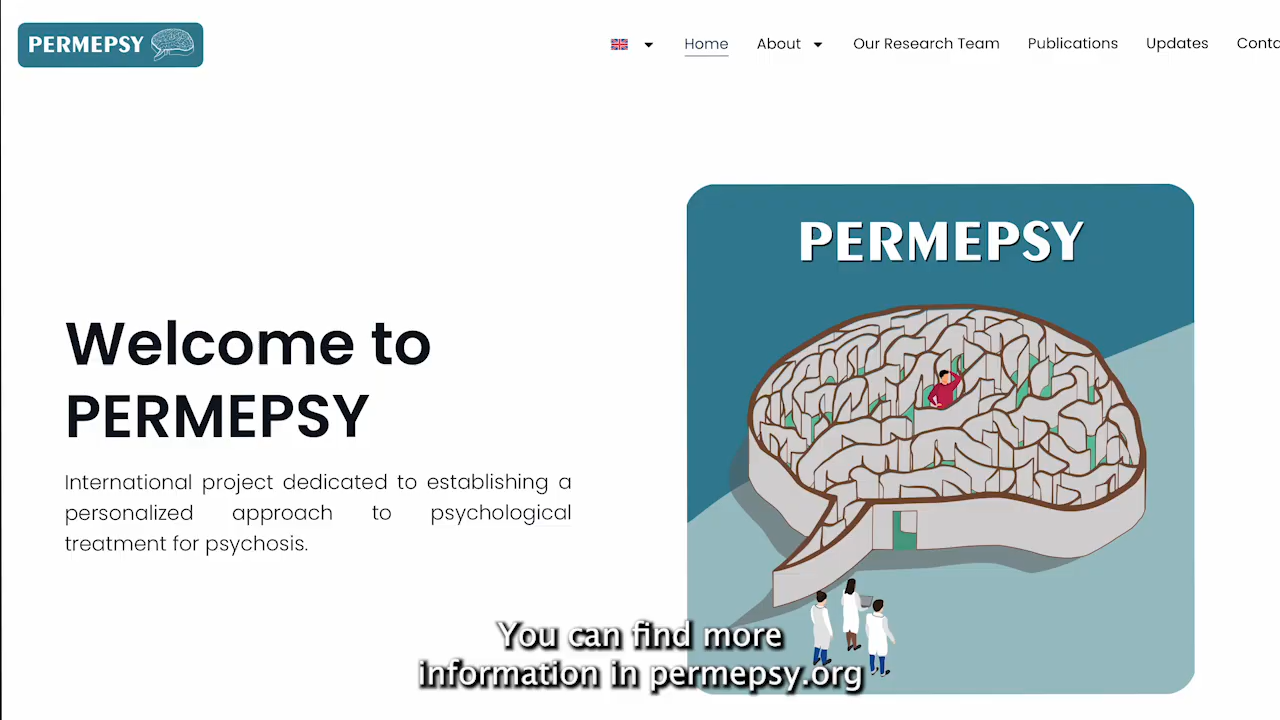 PERMEPSY
Home About Our Research Team Publications Updates Conta
PERMEPSY
Welcome to
PERMEPSY
International project dedicated to establishing a
personalized approach to psychological
treatment for psychosis.
You can find more
information in permepsy.org